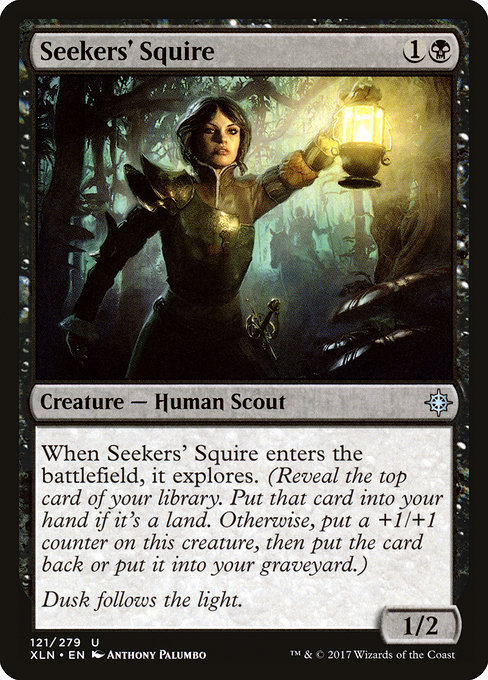 Seekers' Squire 1
Creature — Human Scout
When Seekers' Squire enters the
battlefield, it explores. (Reveal the top
card of your library. Put that card into your
hand if it's a land. Otherwise, put a +1/+1
counter on this creature, then put the card
back or put it into your graveyard.)
Dusk follows the light.
1/2
121/279 U
XLN • EN Anthony Palumbo
™ & © 2017 Wizards of the Coast